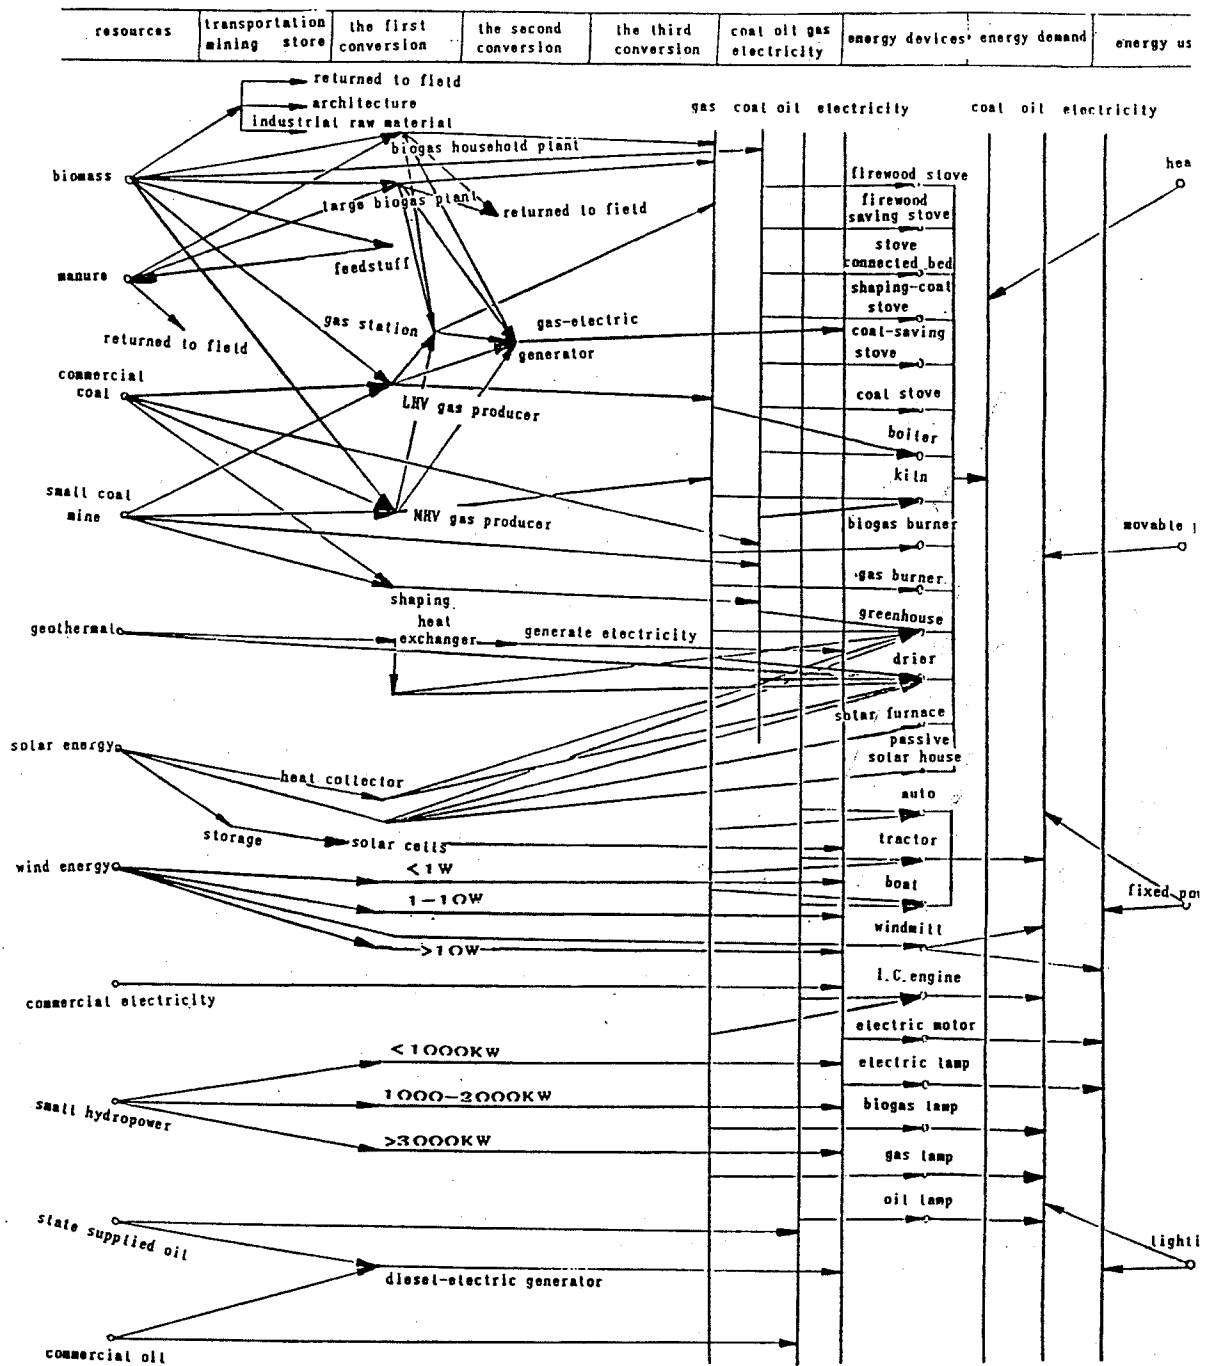 resources
transportation
mining store
the first
conversion
the second
conversion
the third
conversion
coal oil gas
electricity
energy devices
energy demand
energy us
returned to field
architecture
industrial raw material
gas coal oil electricity
coal oil electricity
biogas household plant
biomass
large biogas plant
returned to field
firewood stove
firewood
saving stove
hea
feedstuff
stove
connected bed
manure
returned to field
gas station
gas-electric
generator
shaping-coal
stove
coal-saving
stove
commercial
coal
LHV gas producer
coal stove
boiler
kiln
small coal
mine
MHV gas producer
biogas burner
movable
gas burner
shaping
greenhouse
geothermal
heat
exchanger
generate electricity
drier
solar furnace
passive
solar house
solar energy
heat collector
auto
storage
solar cells
tractor
wind energy
<1W
boat
1-10W
fixed pow
windmill
>10W
I.C.engine
commercial electricity
electric motor
<1000KW
electric lamp
small hydropower
1000-2000KW
biogas lamp
>3000KW
gas lamp
oil lamp
state supplied oil
lighti
diesel-electric generator
commercial oil